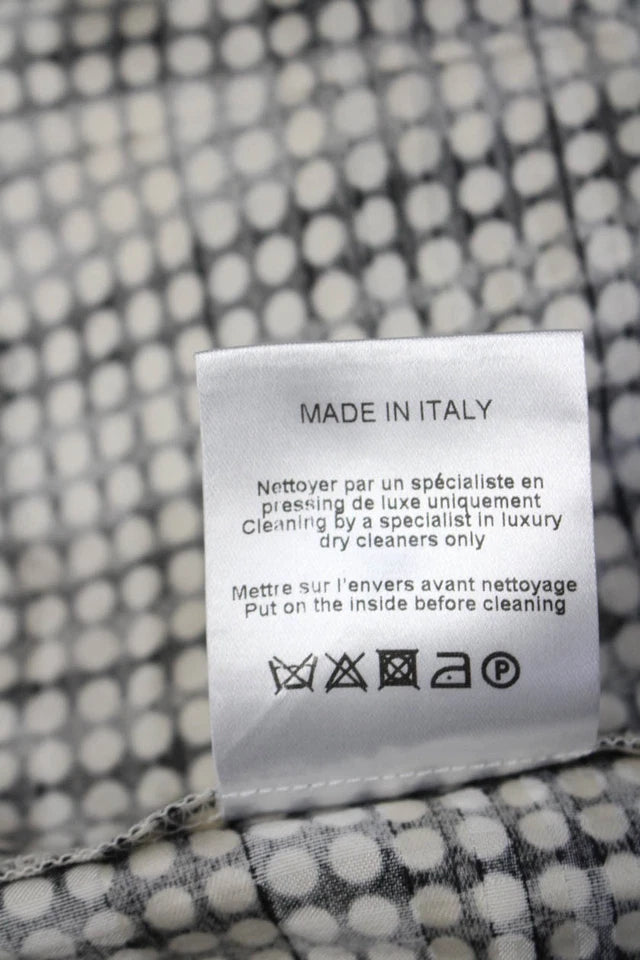 MADE IN ITALY
Nettoyer par un spécialiste en
pressing de luxe uniquement
Cleaning by a specialist in luxury
dry cleaners only
Mettre sur l'envers avant nettoyage
Put on the inside before cleaning
P